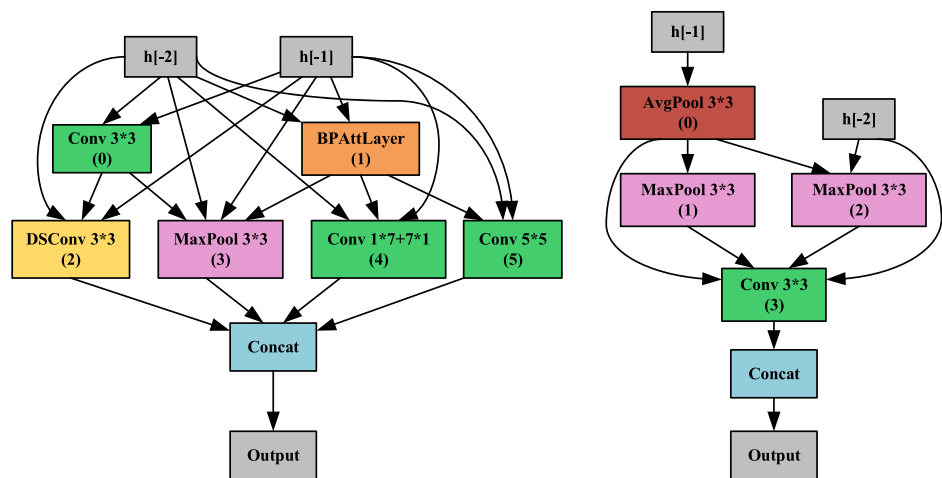 h[-2]
h[-1]
Conv 3*3
(0)
BPAttLayer
(1)
DSConv 3*3
(2)
MaxPool 3*3
(3)
Conv 1*7+7*1
(4)
Conv 5*5
(5)
Concat
Output
h[-1]
AvgPool 3*3
(0)
h[-2]
MaxPool 3*3
(1)
MaxPool 3*3
(2)
Conv 3*3
(3)
Concat
Output